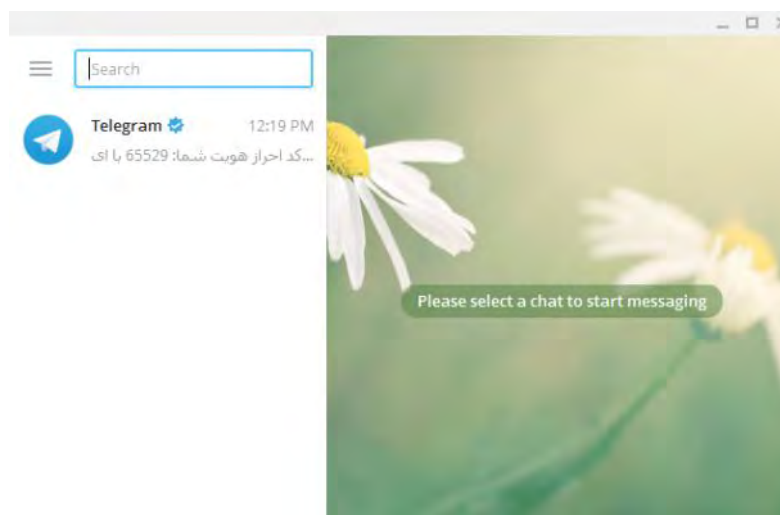 Search
Telegram 12:19 PM
کد احراز هویت شما: 65529 با ای...
Please select a chat to start messaging